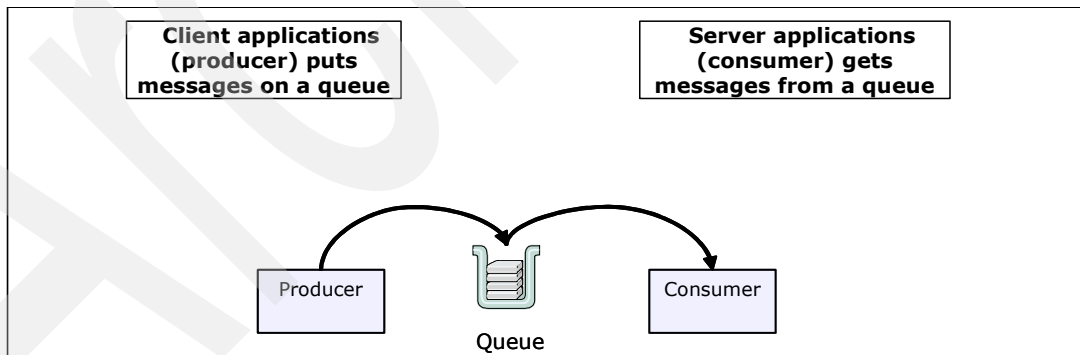 Client applications
(producer) puts
messages on a queue
Server applications
(consumer) gets
messages from a queue
Producer
Consumer
Queue